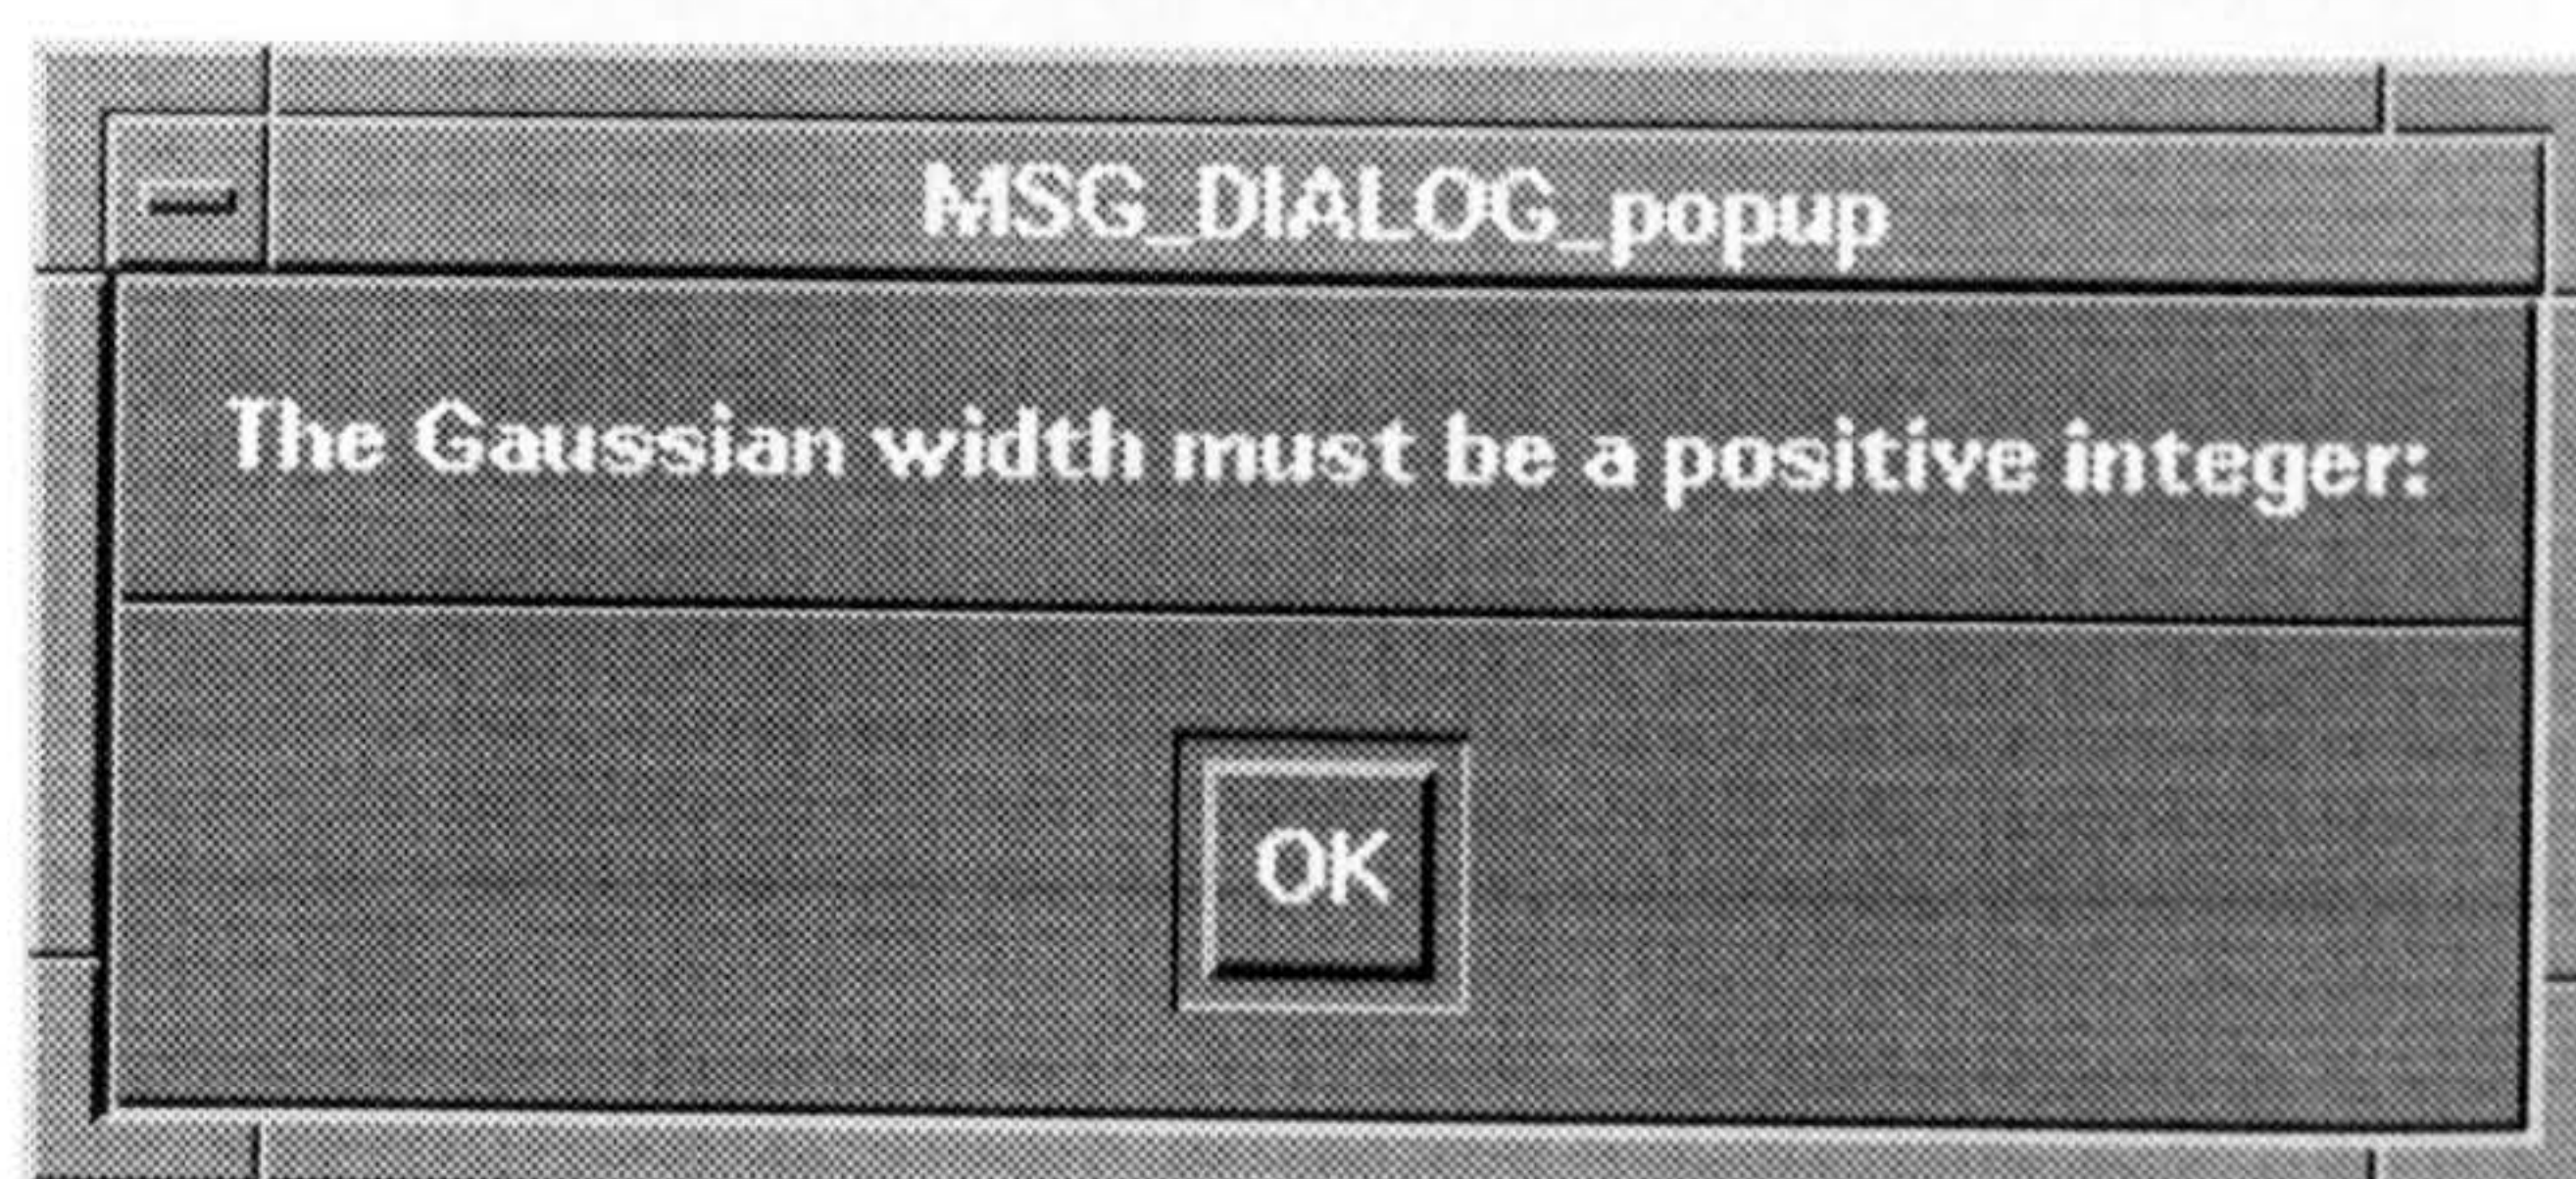 MSG_DIALOG_popup
The Gaussian width must be a positive integer:
OK